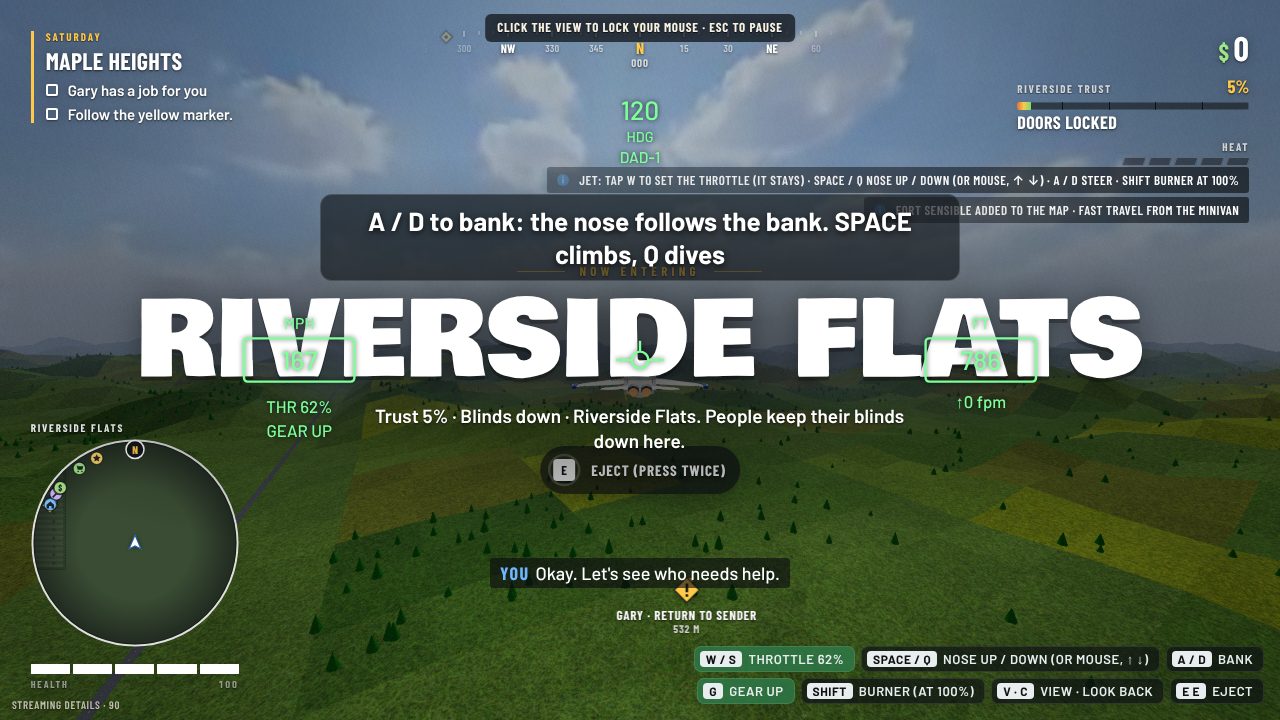 CLICK THE VIEW TO LOCK YOUR MOUSE · ESC TO PAUSE
SATURDAY
MAPLE HEIGHTS
Gary has a job for you
Follow the yellow marker.
300 NW 330 345 N 15 30 NE 60
000
120
HDG
DAD-1
$ 0
RIVERSIDE TRUST 5%
DOORS LOCKED
HEAT
JET: TAP W TO SET THE THROTTLE (IT STAYS) · SPACE / Q NOSE UP / DOWN (OR MOUSE, ↑ ↓) · A / D STEER · SHIFT BURNER AT 100%
FORT SENSIBLE ADDED TO THE MAP · FAST TRAVEL FROM THE MINIVAN
A / D to bank: the nose follows the bank. SPACE
climbs, Q dives
NOW ENTERING
RIVERSIDE FLATS
MPH
167
THR 62%
GEAR UP
FT
786
↑0 fpm
Trust 5% · Blinds down · Riverside Flats. People keep their blinds
down here.
E EJECT (PRESS TWICE)
RIVERSIDE FLATS
N
YOU Okay. Let's see who needs help.
GARY · RETURN TO SENDER
532 M
HEALTH 100
STREAMING DETAILS · 90
W / S THROTTLE 62% SPACE / Q NOSE UP / DOWN (OR MOUSE, ↑ ↓) A / D BANK
G GEAR UP SHIFT BURNER (AT 100%) V · C VIEW · LOOK BACK E E EJECT